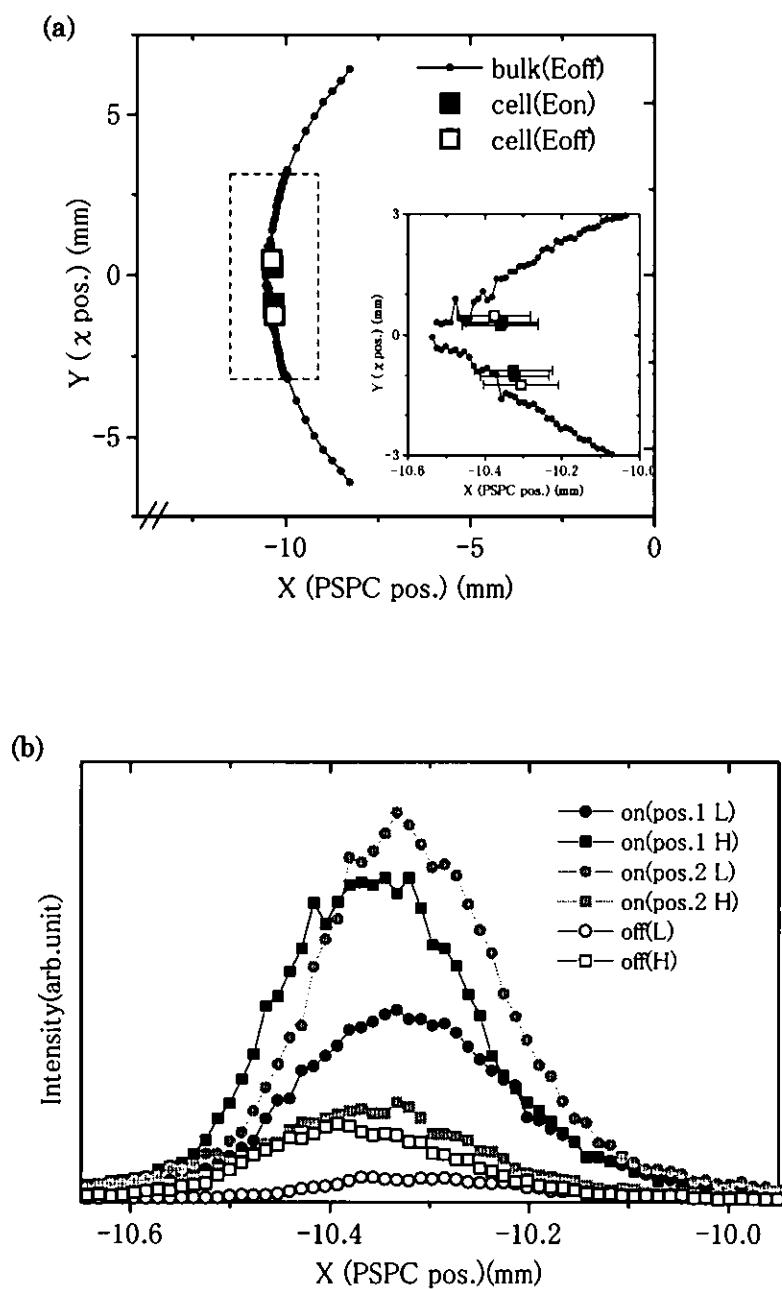 (a)
bulk(Eoff)
cell(Eon)
cell(Eoff)
5
0
-5
Y ( χ pos.) (mm)
3
0
-3
Y ( χ pos.) (mm)
-10.6
-10.4
-10.2
-10.0
X (PSPC pos.) (mm)
-10
-5
0
X (PSPC pos.) (mm)
(b)
on(pos.1 L)
on(pos.1 H)
on(pos.2 L)
on(pos.2 H)
off(L)
off(H)
Intensity(arb.unit)
-10.6
-10.4
-10.2
-10.0
X (PSPC pos.)(mm)